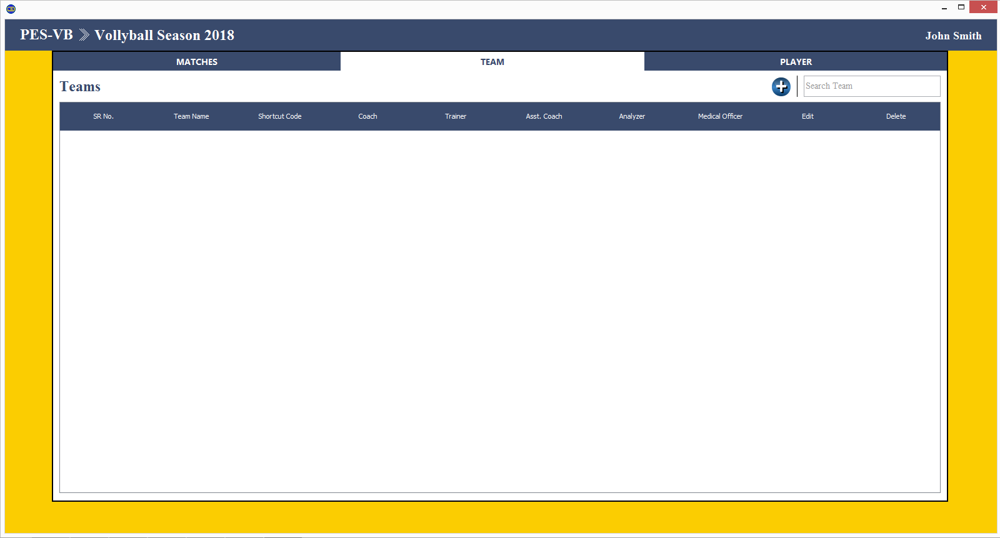 PES-VB Vollyball Season 2018
John Smith
MATCHES TEAM PLAYER
Teams
Search Team
SR No. Team Name Shortcut Code Coach Trainer Asst. Coach Analyzer Medical Officer Edit Delete